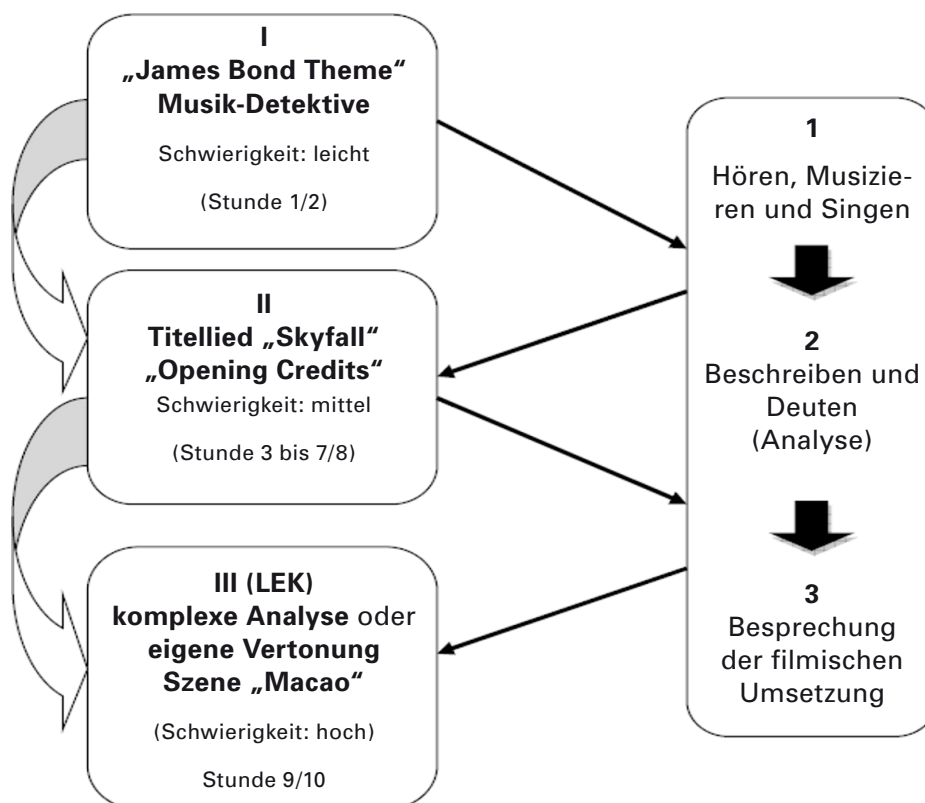 I
„James Bond Theme“
Musik-Detektive
Schwierigkeit: leicht
(Stunde 1/2)
II
Titellied „Skyfall“
„Opening Credits“
Schwierigkeit: mittel
(Stunde 3 bis 7/8)
III (LEK)
komplexe Analyse oder
eigene Vertonung
Szene „Macao“
(Schwierigkeit: hoch)
Stunde 9/10
1
Hören, Musizie-
ren und Singen
2
Beschreiben und
Deuten
(Analyse)
3
Besprechung
der filmischen
Umsetzung